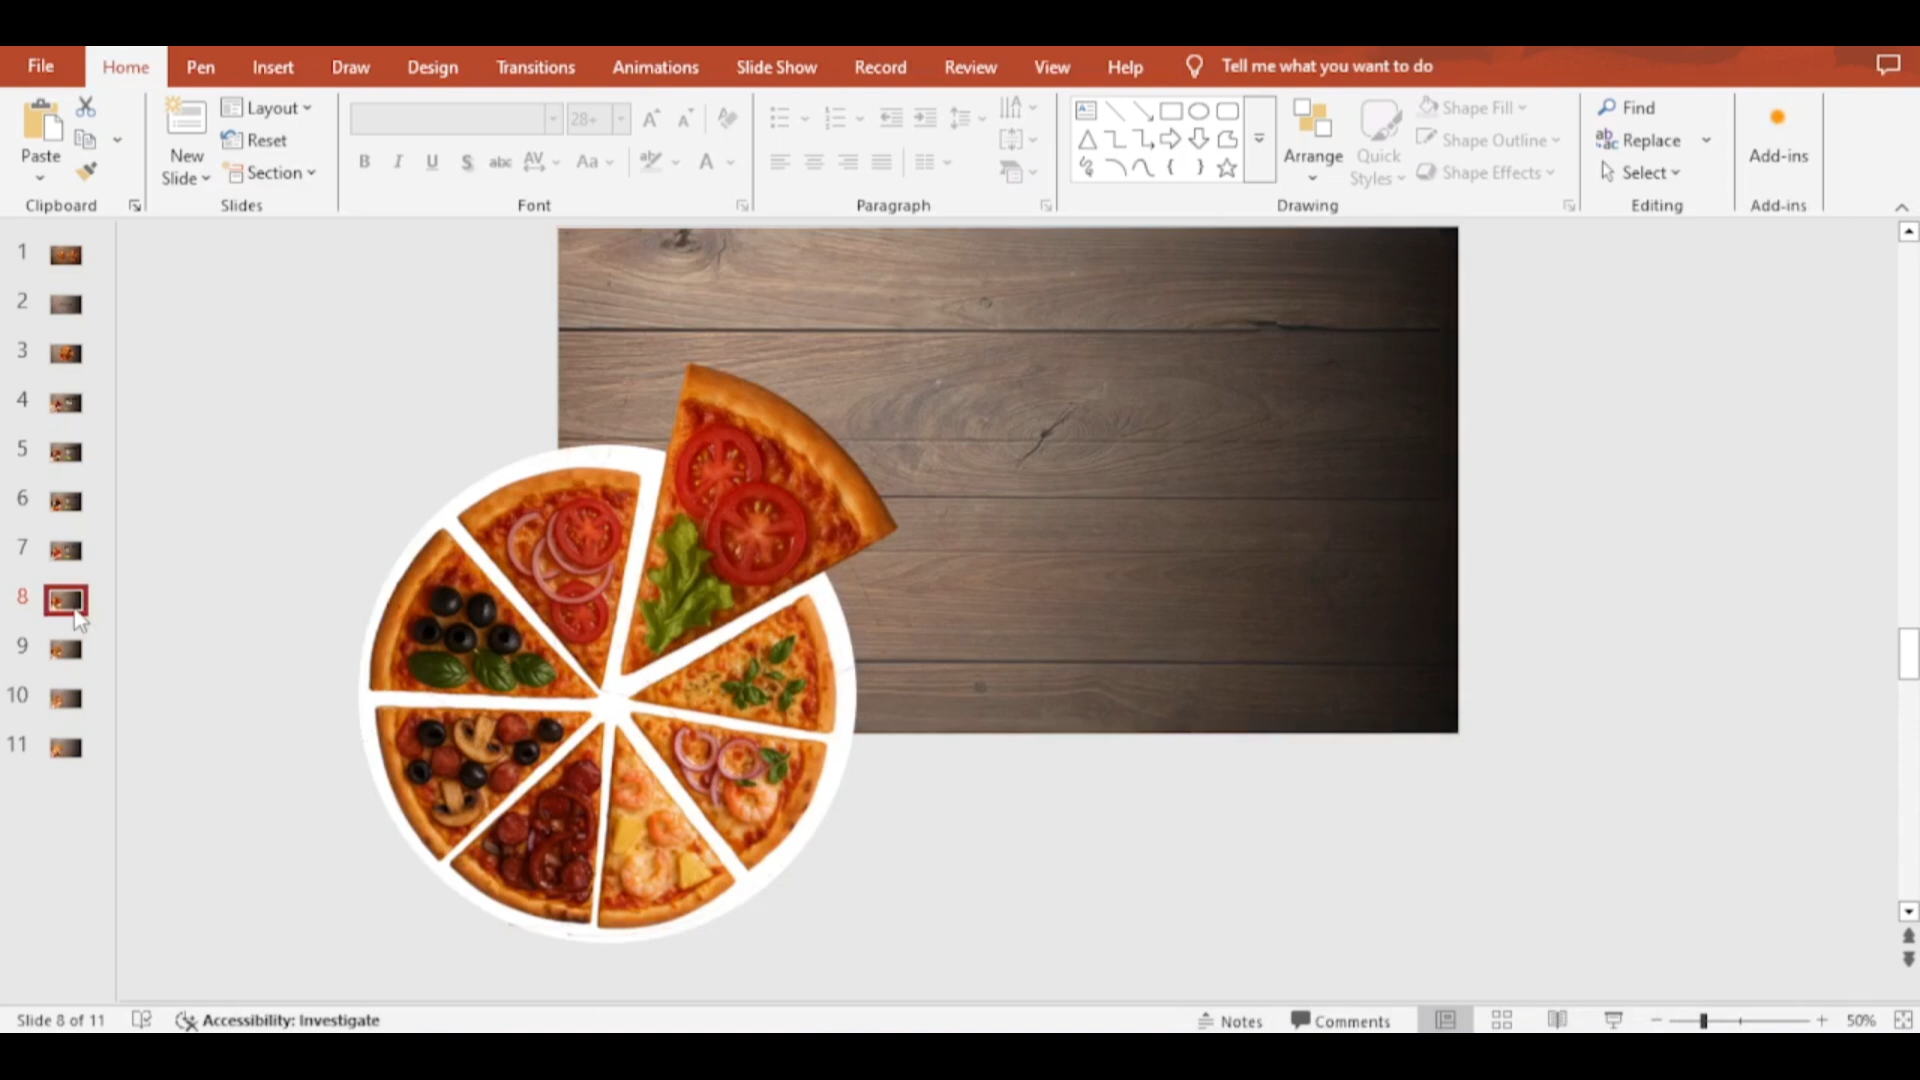 File Home Pen Insert Draw Design Transitions Animations Slide Show Record Review View Help Tell me what you want to do
Paste
New
Slide
Layout
Reset
Section
28+
B I U S abc AV Aa A
Arrange
Quick
Styles
Shape Fill
Shape Outline
Shape Effects
Find
Replace
Select
Add-ins
Clipboard Slides Font Paragraph Drawing Editing Add-ins
1
2
3
4
5
6
7
8
9
10
11
Slide 8 of 11 Accessibility: Investigate Notes Comments 50%